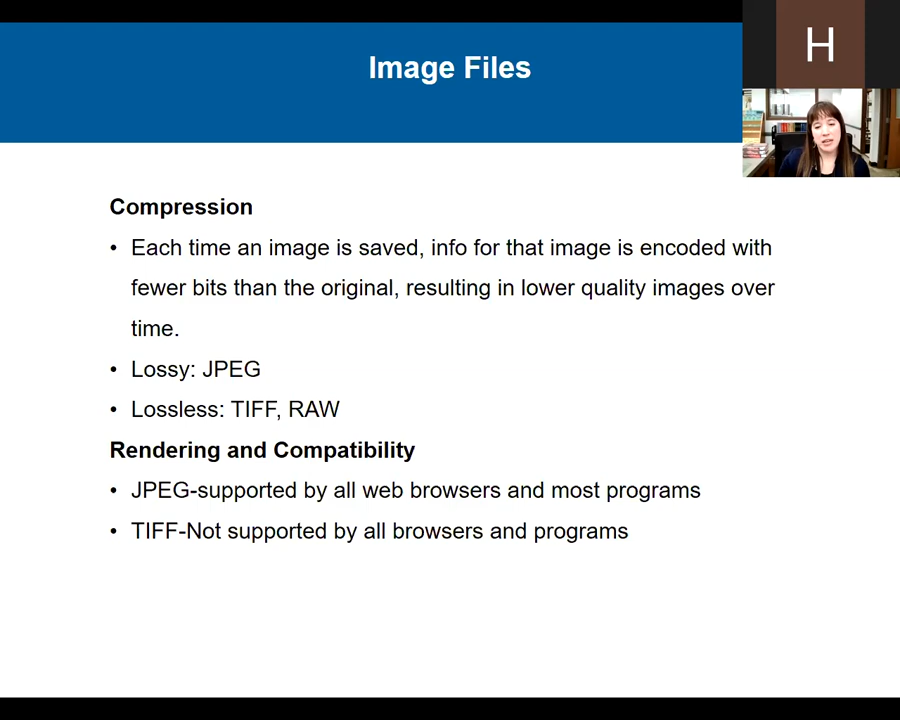 Image Files
H
Compression
• Each time an image is saved, info for that image is encoded with
fewer bits than the original, resulting in lower quality images over
time.
• Lossy: JPEG
• Lossless: TIFF, RAW
Rendering and Compatibility
• JPEG-supported by all web browsers and most programs
• TIFF-Not supported by all browsers and programs